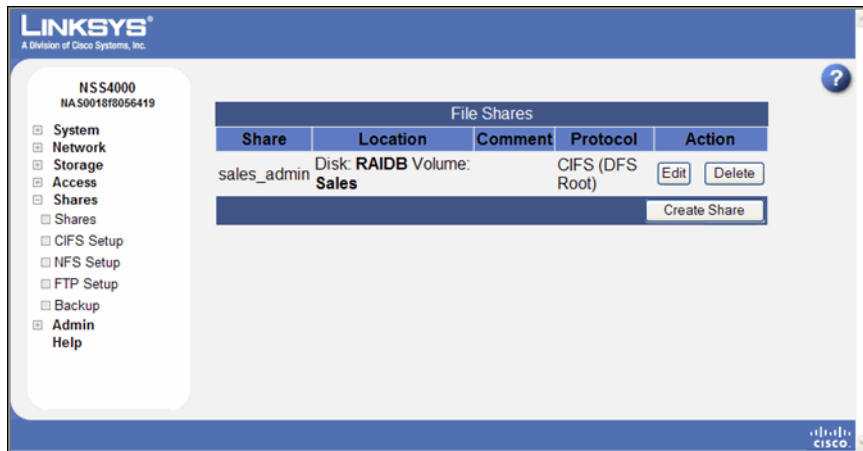 LINKSYS®
A Division of Cisco Systems, Inc.
NSS4000
NAS0018f8056419
System
Network
Storage
Access
Shares
Shares
CIFS Setup
NFS Setup
FTP Setup
Backup
Admin
Help
?
File Shares
Share Location Comment Protocol Action
sales_admin Disk: RAIDB Volume: Sales CIFS (DFS Root) Edit Delete
Create Share
CISCO.